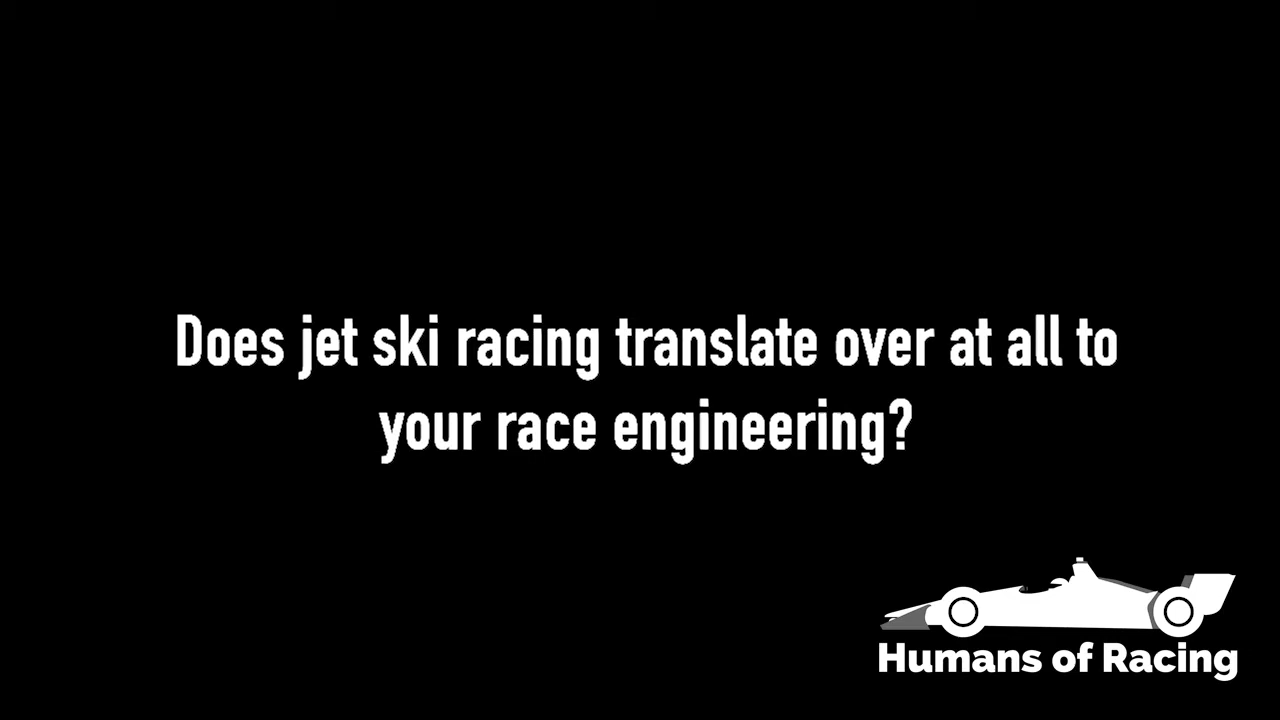 Does jet ski racing translate over at all to
your race engineering?
Humans of Racing